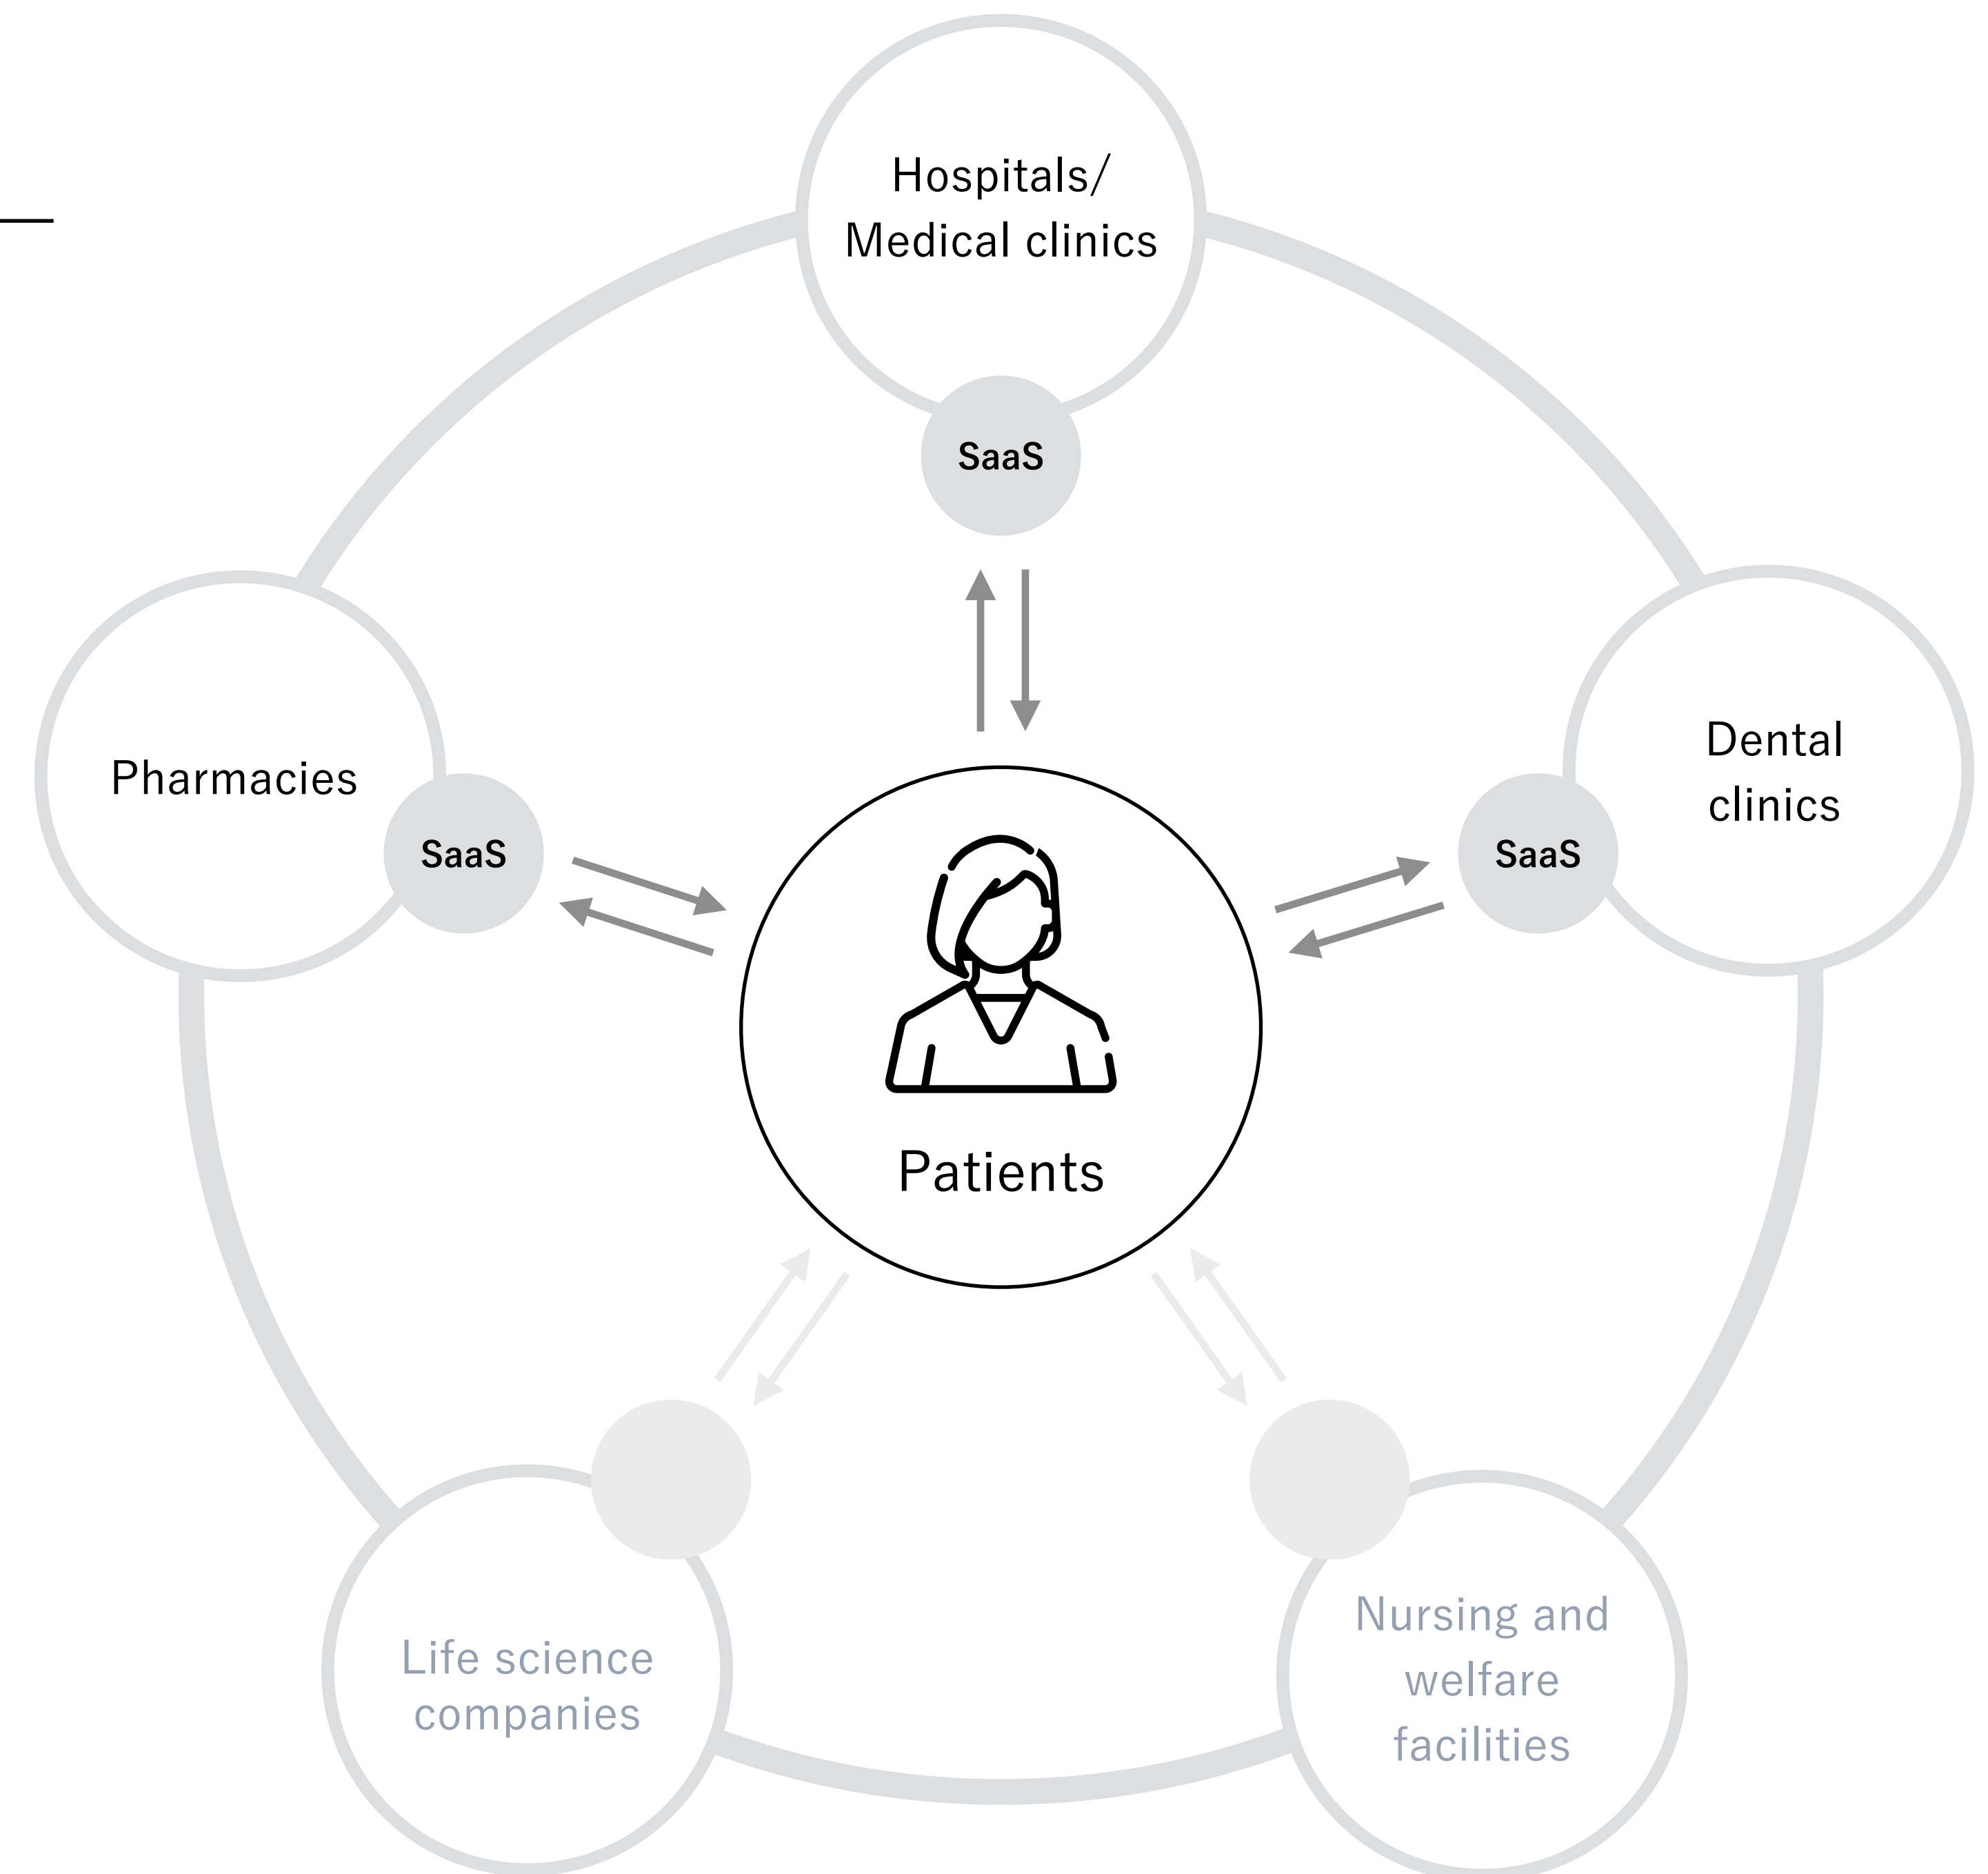 Hospitals/
Medical clinics
SaaS
Pharmacies
SaaS
Dental
clinics
SaaS
Patients
Life science
companies
Nursing and
welfare
facilities